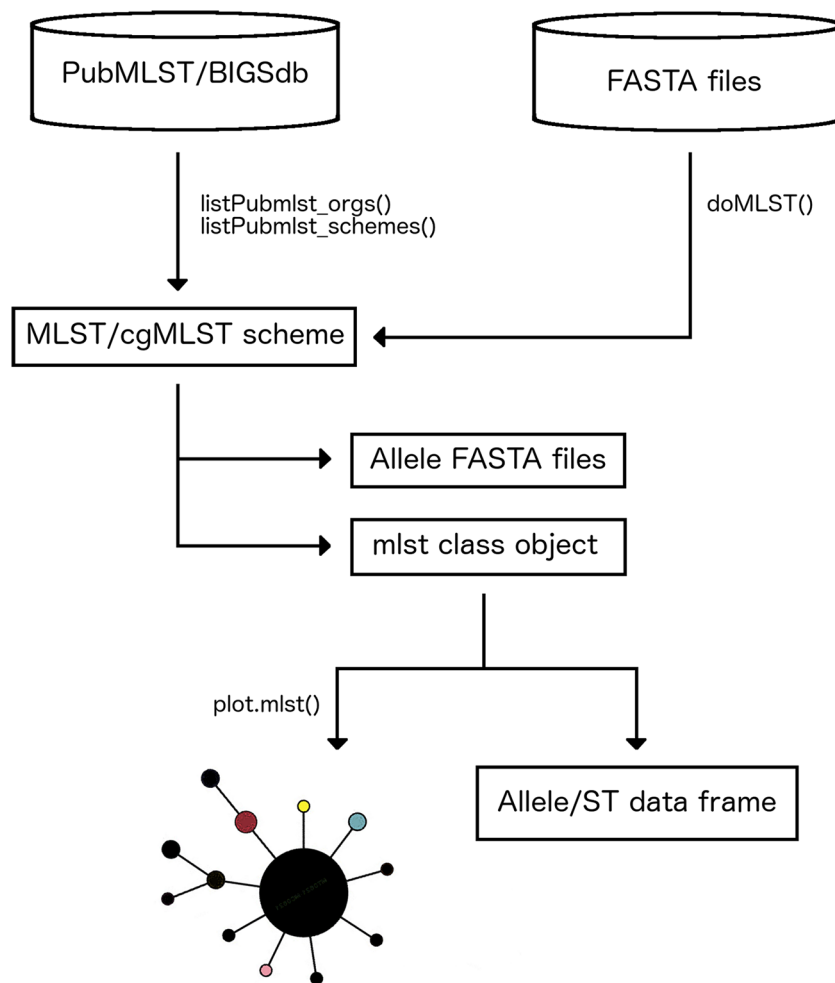 PubMLST/BIGSdb
FASTA files
listPubmlst_orgs()
listPubmlst_schemes()
doMLST()
MLST/cgMLST scheme
Allele FASTA files
mlst class object
plot.mlst()
Allele/ST data frame